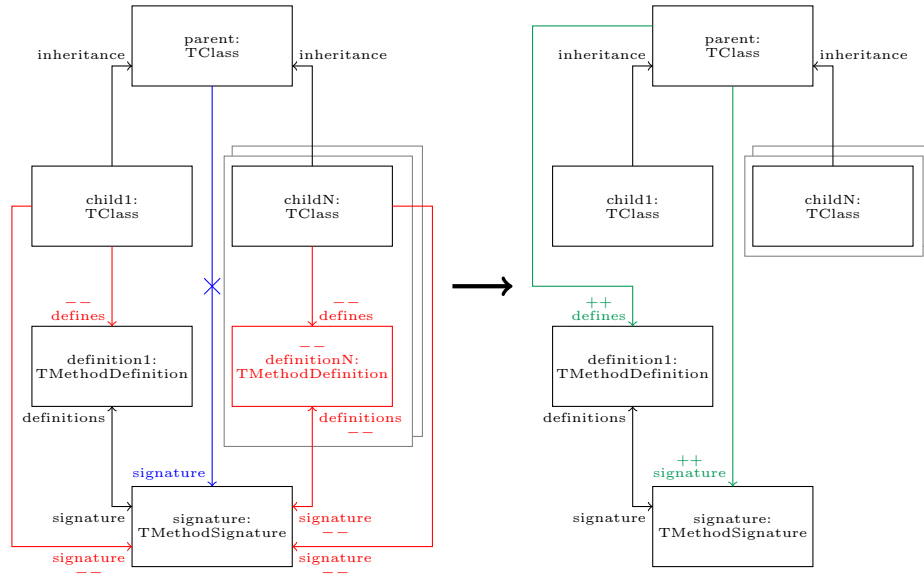 parent:
TClass
inheritance
inheritance
child1:
TClass
childN:
TClass
−−
defines
−−
defines
definition1:
TMethodDefinition
−−
definitionN:
TMethodDefinition
definitions
definitions
−−
signature
signature
signature
−−
signature:
TMethodSignature
signature
−−
signature
−−
parent:
TClass
inheritance
inheritance
child1:
TClass
childN:
TClass
++
defines
definition1:
TMethodDefinition
definitions
++
signature
signature
signature:
TMethodSignature